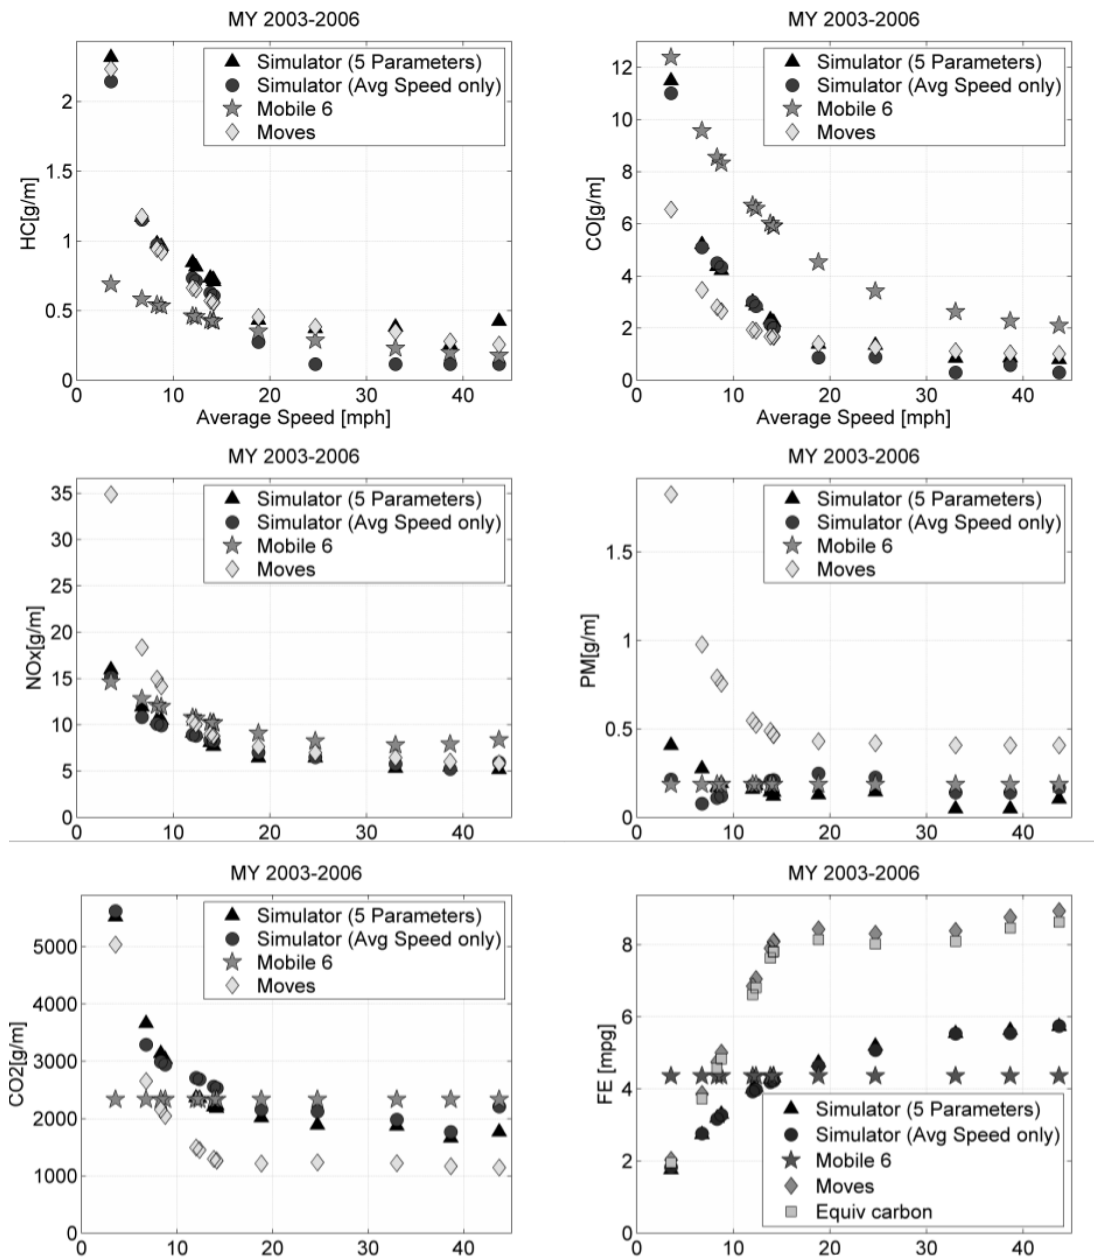 MY 2003-2006
Simulator (5 Parameters)
Simulator (Avg Speed only)
Mobile 6
Moves
2
1.5
1
0.5
0
HC[g/m]
0 10 20 30 40
Average Speed [mph]
MY 2003-2006
Simulator (5 Parameters)
Simulator (Avg Speed only)
Mobile 6
Moves
12
10
8
6
4
2
0
CO[g/m]
0 10 20 30 40
Average Speed [mph]
MY 2003-2006
Simulator (5 Parameters)
Simulator (Avg Speed only)
Mobile 6
Moves
35
30
25
20
15
10
5
0
NOx[g/m]
0 10 20 30 40
MY 2003-2006
Simulator (5 Parameters)
Simulator (Avg Speed only)
Mobile 6
Moves
1.5
1
0.5
0
PM[g/m]
0 10 20 30 40
MY 2003-2006
Simulator (5 Parameters)
Simulator (Avg Speed only)
Mobile 6
Moves
5000
4000
3000
2000
1000
0
CO2[g/m]
0 10 20 30 40
MY 2003-2006
8
6
4
2
0
FE [mpg]
Simulator (5 Parameters)
Simulator (Avg Speed only)
Mobile 6
Moves
Equiv carbon
0 10 20 30 40